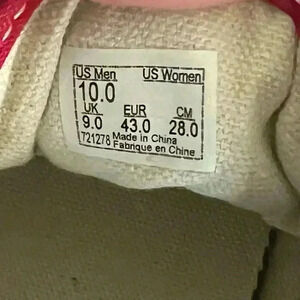 US Men US Women
10.0
UK EUR CM
9.0 43.0 28.0
721278 Made in China
Fabrique en Chine